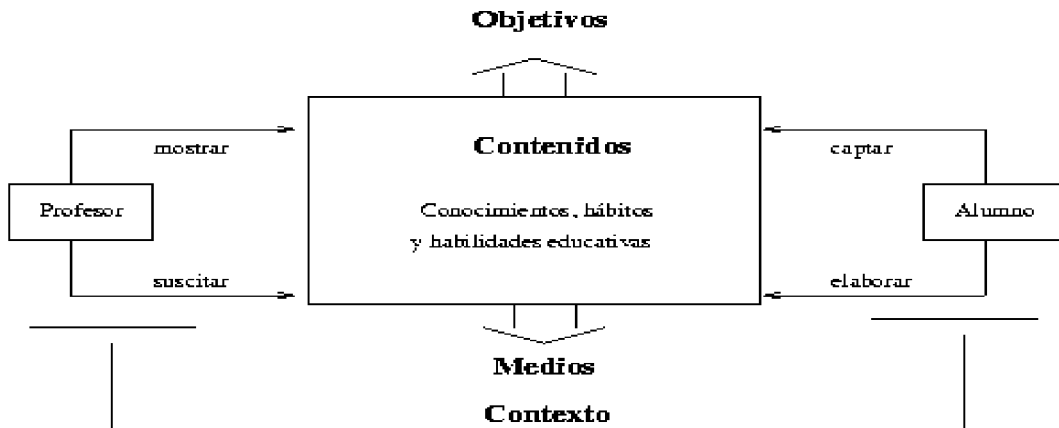 Objetivos
mostrar
Contenidos
captar
Profesor
Conocimientos, hábitos
y habilidades educativas
Alumno
suscitar
elaborar
Medios
Contexto